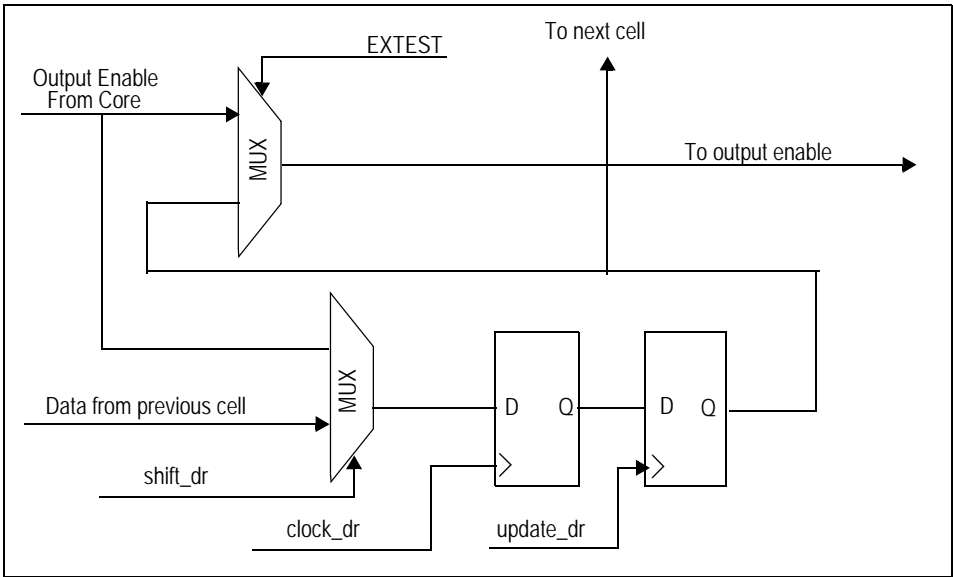 To next cell
EXTEST
Output Enable
From Core
MUX
To output enable
MUX
Data from previous cell
D Q
D Q
shift_dr
clock_dr
update_dr